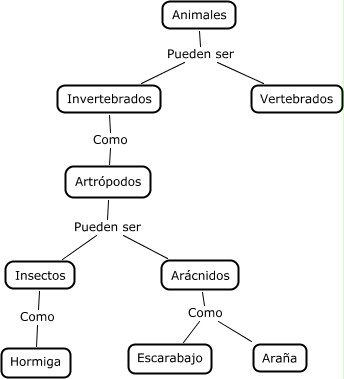 Animales
Pueden ser
Invertebrados
Vertebrados
Como
Artrópodos
Pueden ser
Insectos
Arácnidos
Como
Como
Hormiga
Escarabajo
Araña